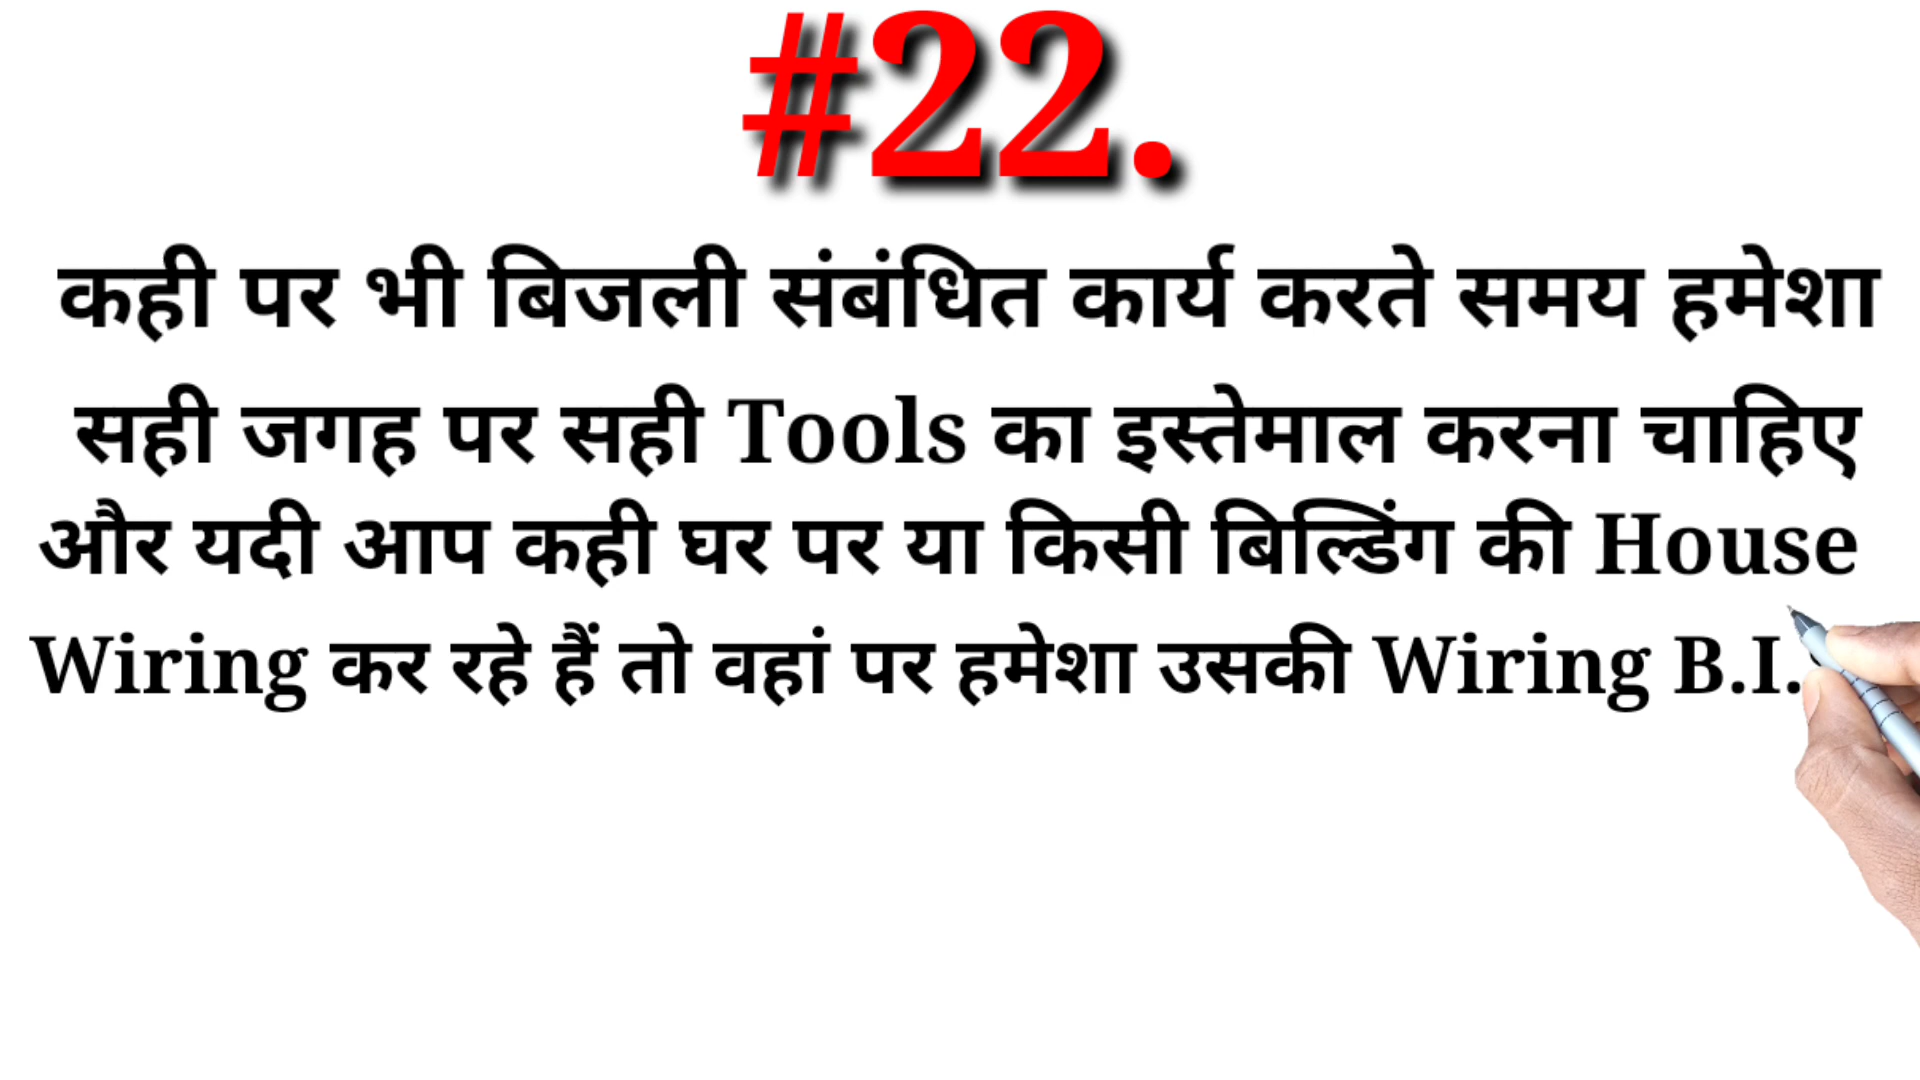 #22.
कही पर भी बिजली संबंधित कार्य करते समय हमेशा
सही जगह पर सही Tools का इस्तेमाल करना चाहिए
और यदी आप कही घर पर या किसी बिल्डिंग की House
Wiring कर रहे हैं तो वहां पर हमेशा उसकी Wiring B.I.